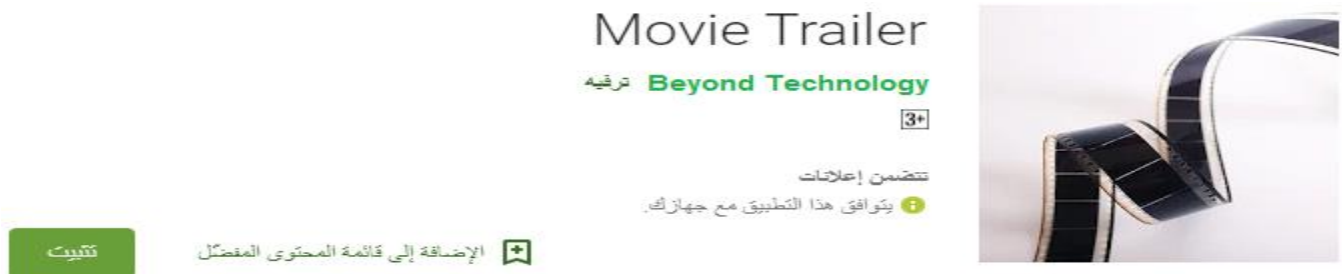 Movie Trailer
Beyond Technology ترفيه
3+
تتضمن إعلانات
يتوافق هذا التطبيق مع جهازك.
الإضافة إلى قائمة المحتوى المفضّل
تثبيت